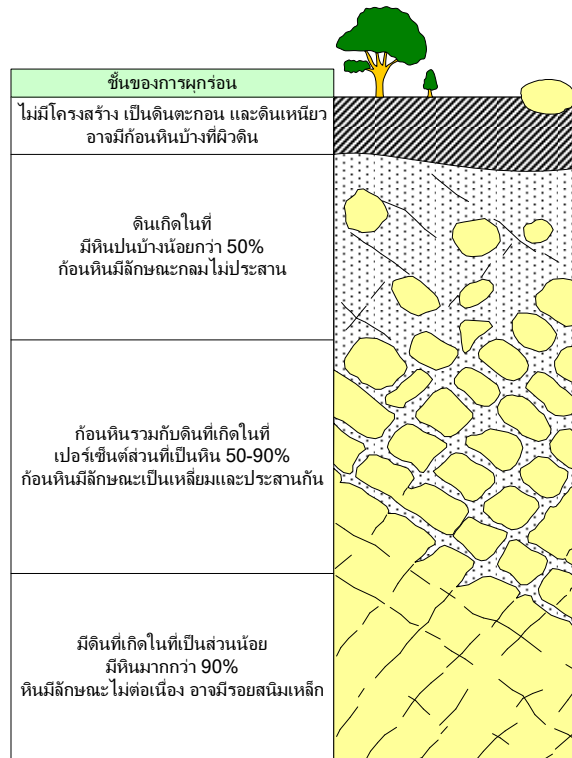 ชั้นของการผุกร่อน
ไม่มีโครงสร้าง เป็นดินตะกอน และดินเหนียว
อาจมีก้อนหินบ้างที่ผิวดิน
ดินเกิดในที่
มีหินปนบ้างน้อยกว่า 50%
ก้อนหินมีลักษณะกลมไม่ประสาน
ก้อนหินรวมกับดินที่เกิดในที่
เปอร์เซ็นต์ส่วนที่เป็นหิน 50-90%
ก้อนหินมีลักษณะเป็นเหลี่ยมและประสานกัน
มีดินที่เกิดในที่เป็นส่วนน้อย
มีหินมากกว่า 90%
หินมีลักษณะไม่ต่อเนื่อง อาจมีรอยสนิมเหล็ก